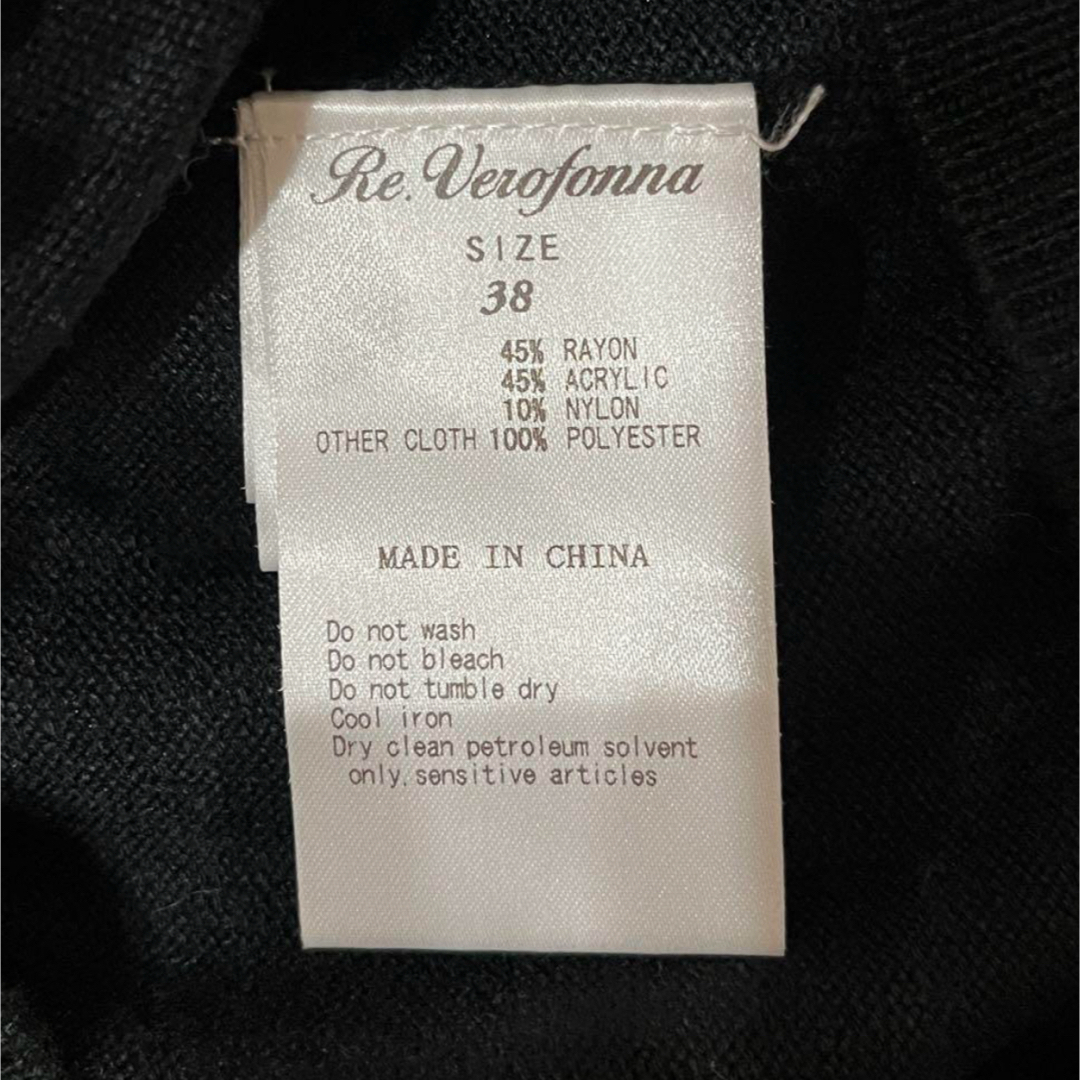 Re. Verofonna
SIZE
38
45% RAYON
45% ACRYLIC
10% NYLON
OTHER CLOTH 100% POLYESTER
MADE IN CHINA
Do not wash
Do not bleach
Do not tumble dry
Cool iron
Dry clean petroleum solvent
only, sensitive articles